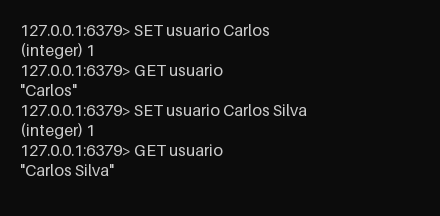 127.0.0.1:6379> SET usuario Carlos
(integer) 1
127.0.0.1:6379> GET usuario
"Carlos"
127.0.0.1:6379> SET usuario Carlos Silva
(integer) 1
127.0.0.1:6379> GET usuario
"Carlos Silva"